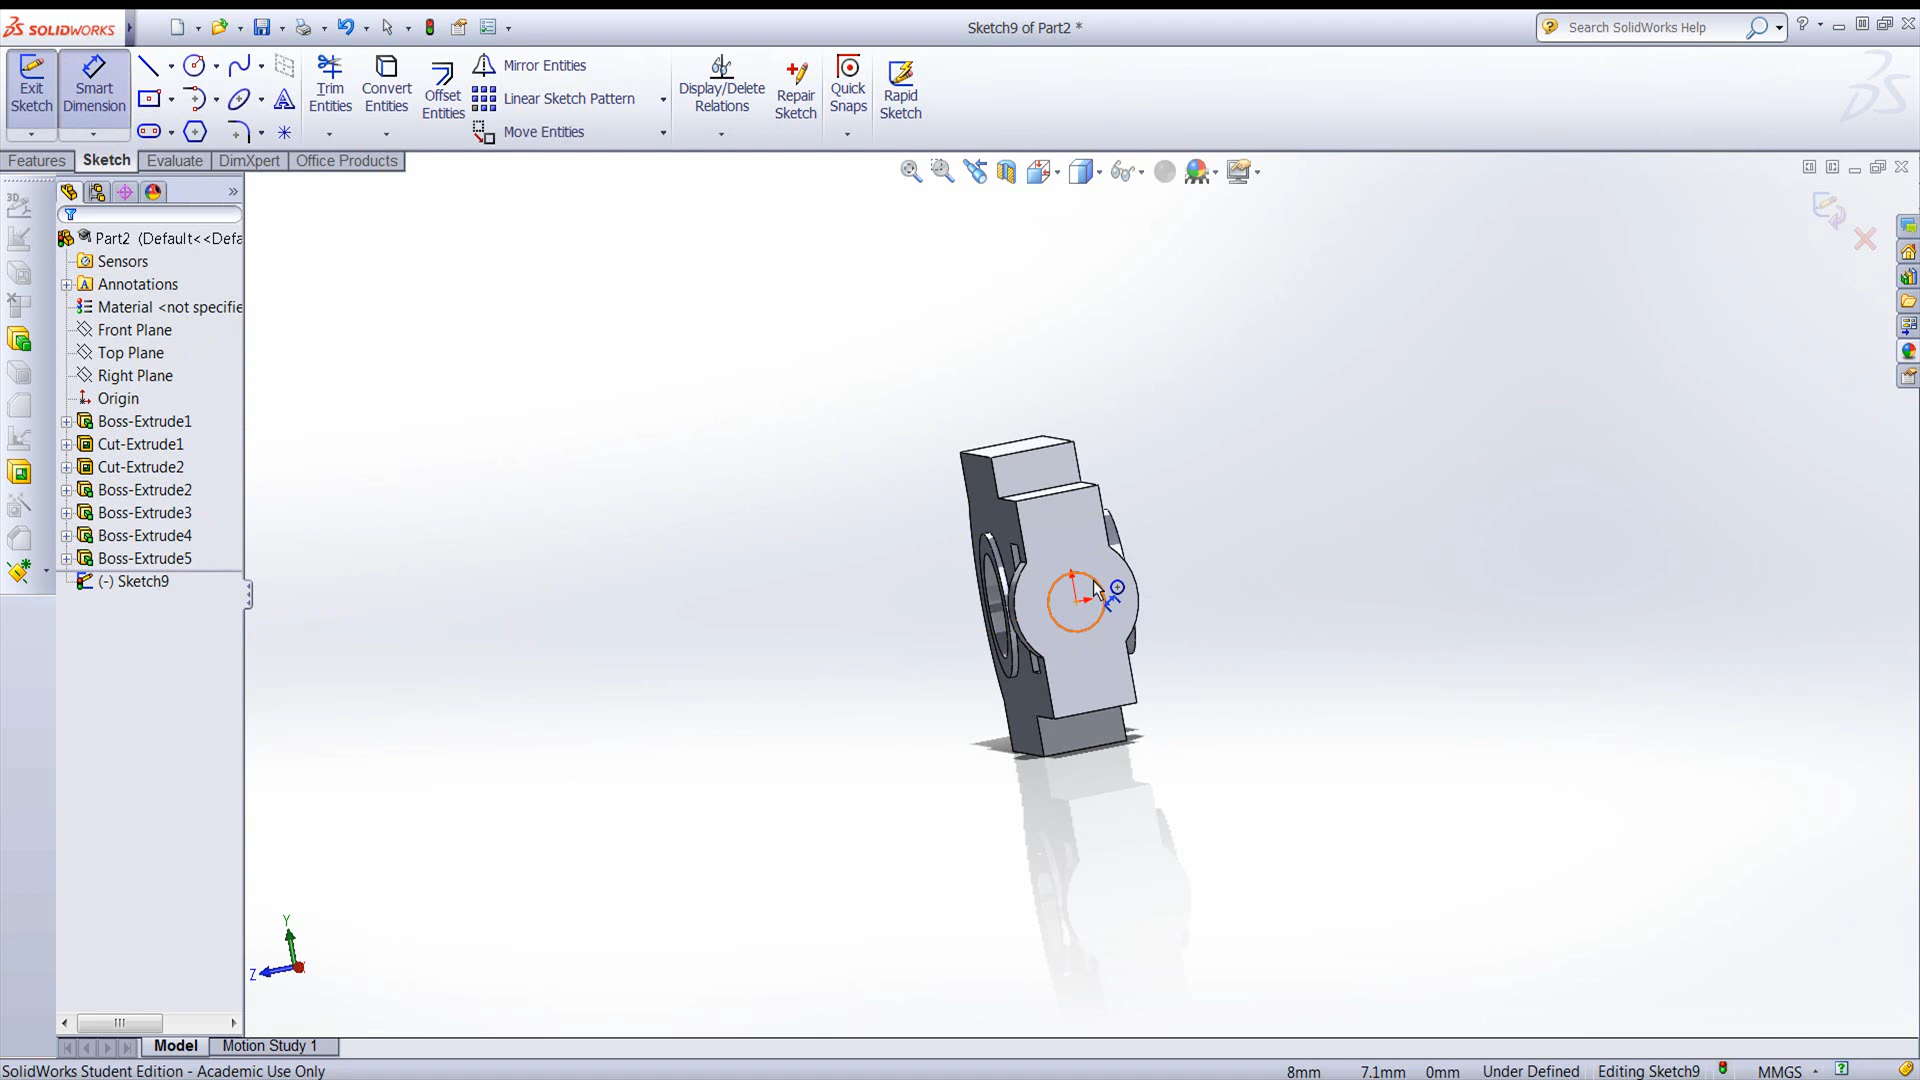 SOLIDWORKS
Sketch9 of Part2 *
Search SolidWorks Help
Exit Sketch
Smart Dimension
Trim Entities
Convert Entities
Offset Entities
Mirror Entities
Linear Sketch Pattern
Move Entities
Display/Delete Relations
Repair Sketch
Quick Snaps
Rapid Sketch
Features
Sketch
Evaluate
DimXpert
Office Products
Part2 (Default<<Defa
Sensors
Annotations
Material <not specifie
Front Plane
Top Plane
Right Plane
Origin
Boss-Extrude1
Cut-Extrude1
Cut-Extrude2
Boss-Extrude2
Boss-Extrude3
Boss-Extrude4
Boss-Extrude5
(-) Sketch9
Y
Z
Model
Motion Study 1
SolidWorks Student Edition - Academic Use Only
8mm
7.1mm
0mm
Under Defined
Editing Sketch9
MMGS